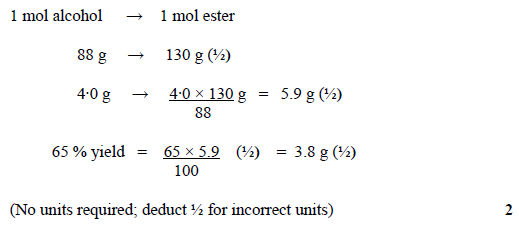 1 mol alcohol → 1 mol ester
88 g → 130 g (½)
4·0 g → 4·0 × 130 g = 5.9 g (½)
88
65 % yield = 65 × 5.9 (½) = 3.8 g (½)
100
(No units required; deduct ½ for incorrect units) 2